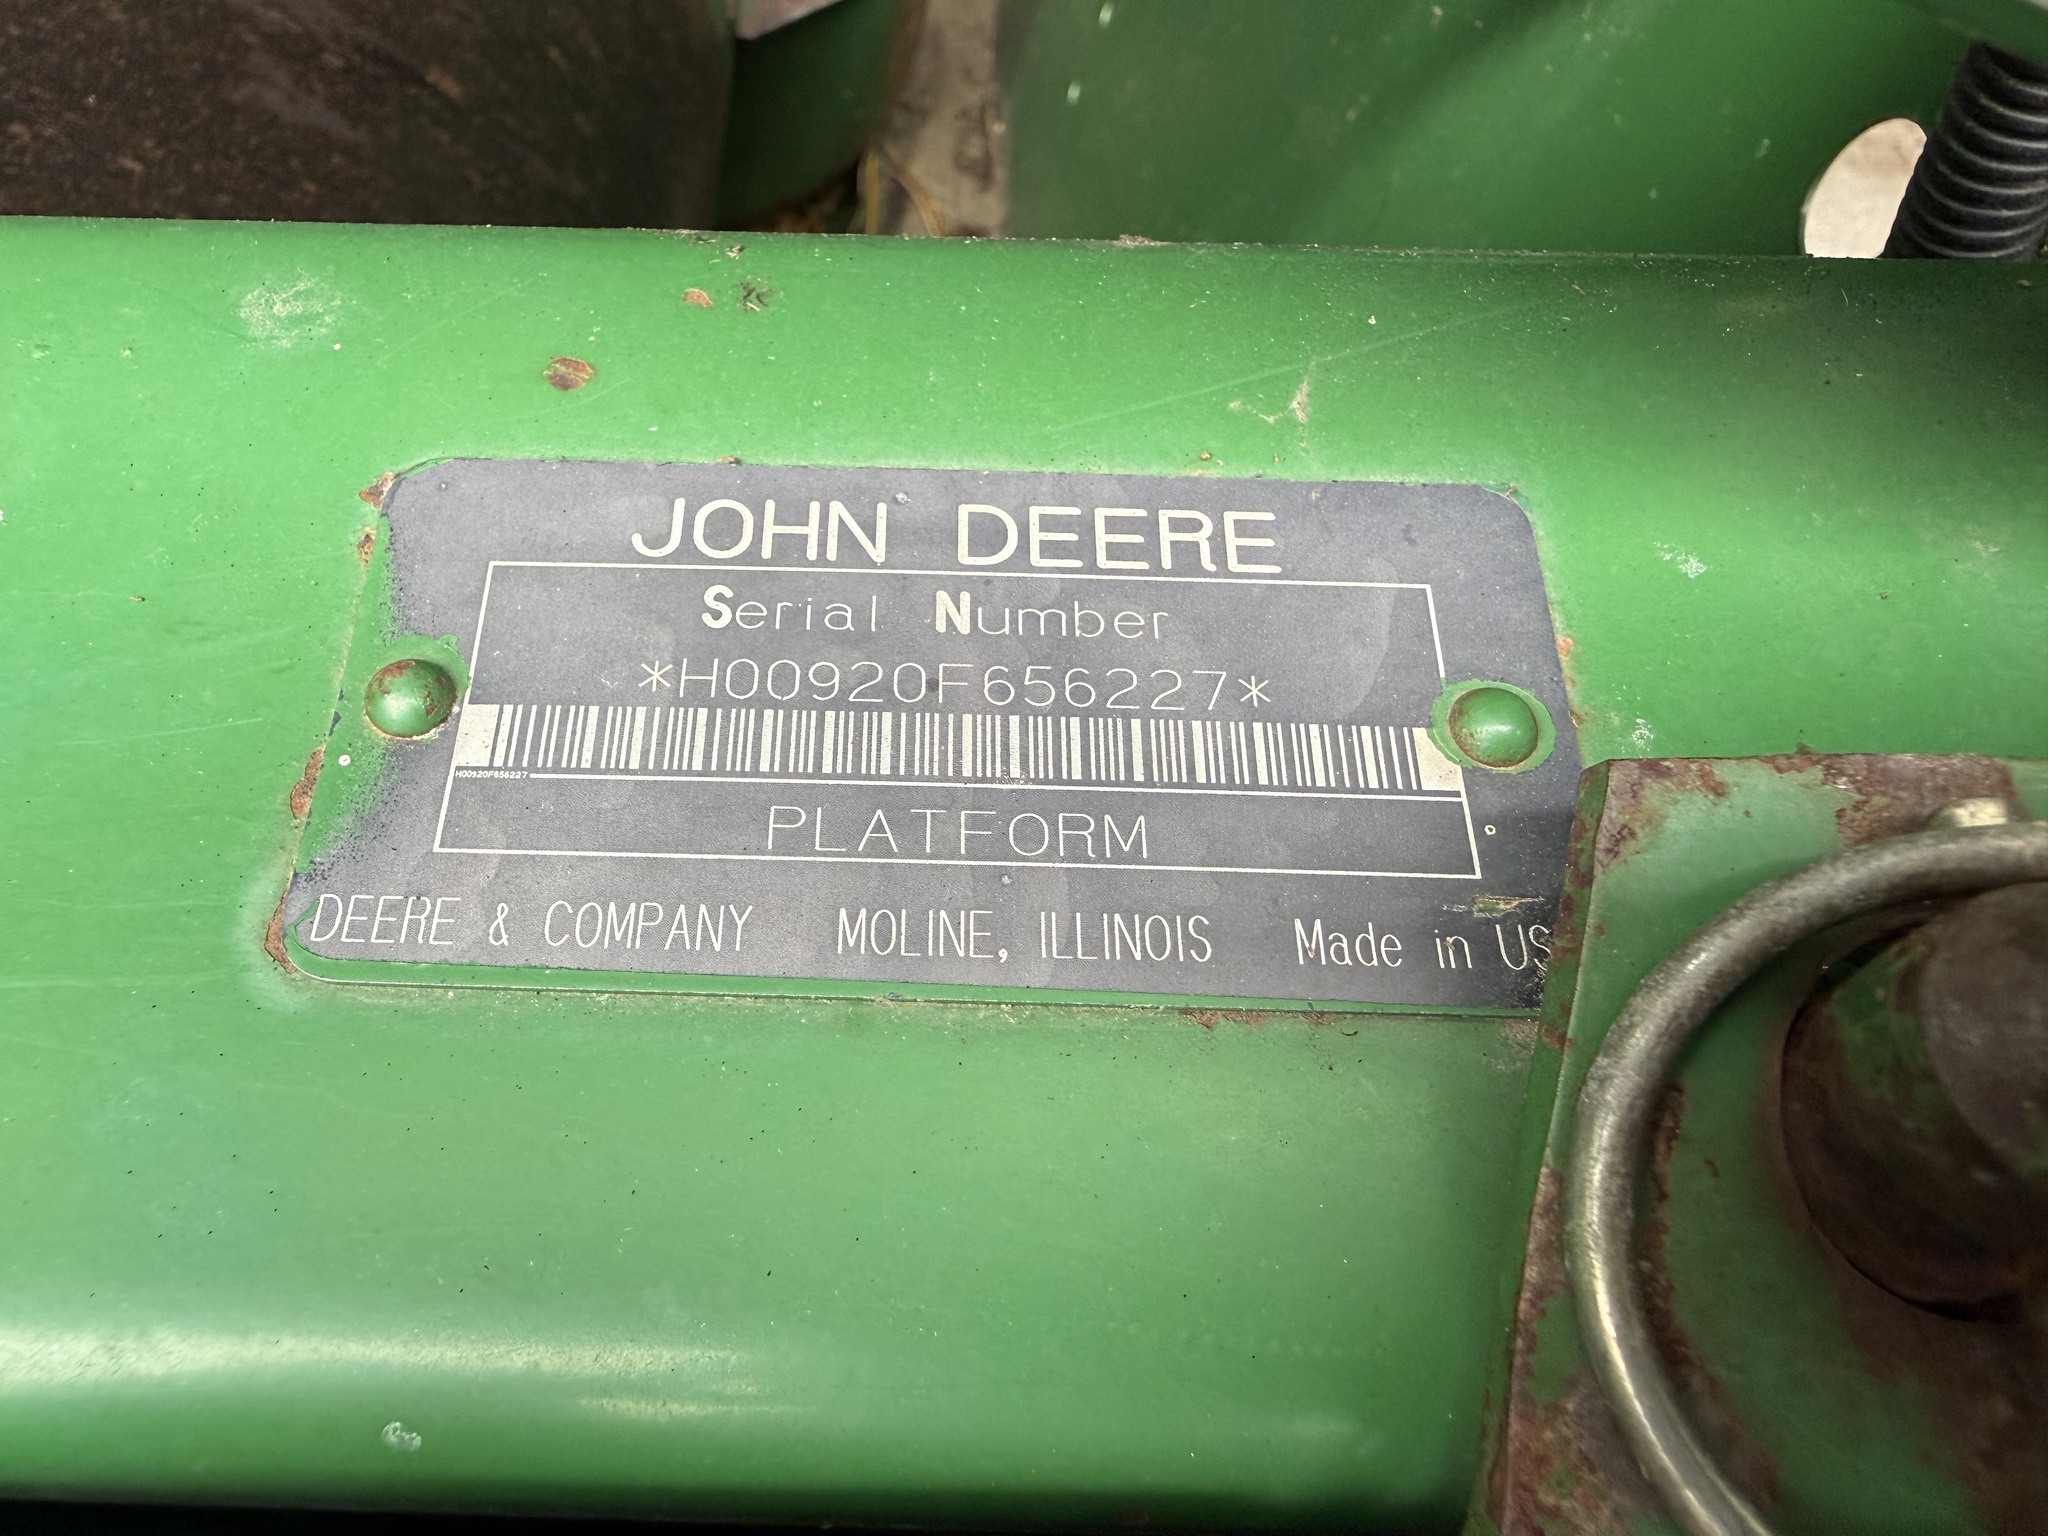 JOHN DEERE
Serial Number
*H00920F656227*
H00920F656227
PLATFORM
DEERE & COMPANY MOLINE, ILLINOIS Made in US